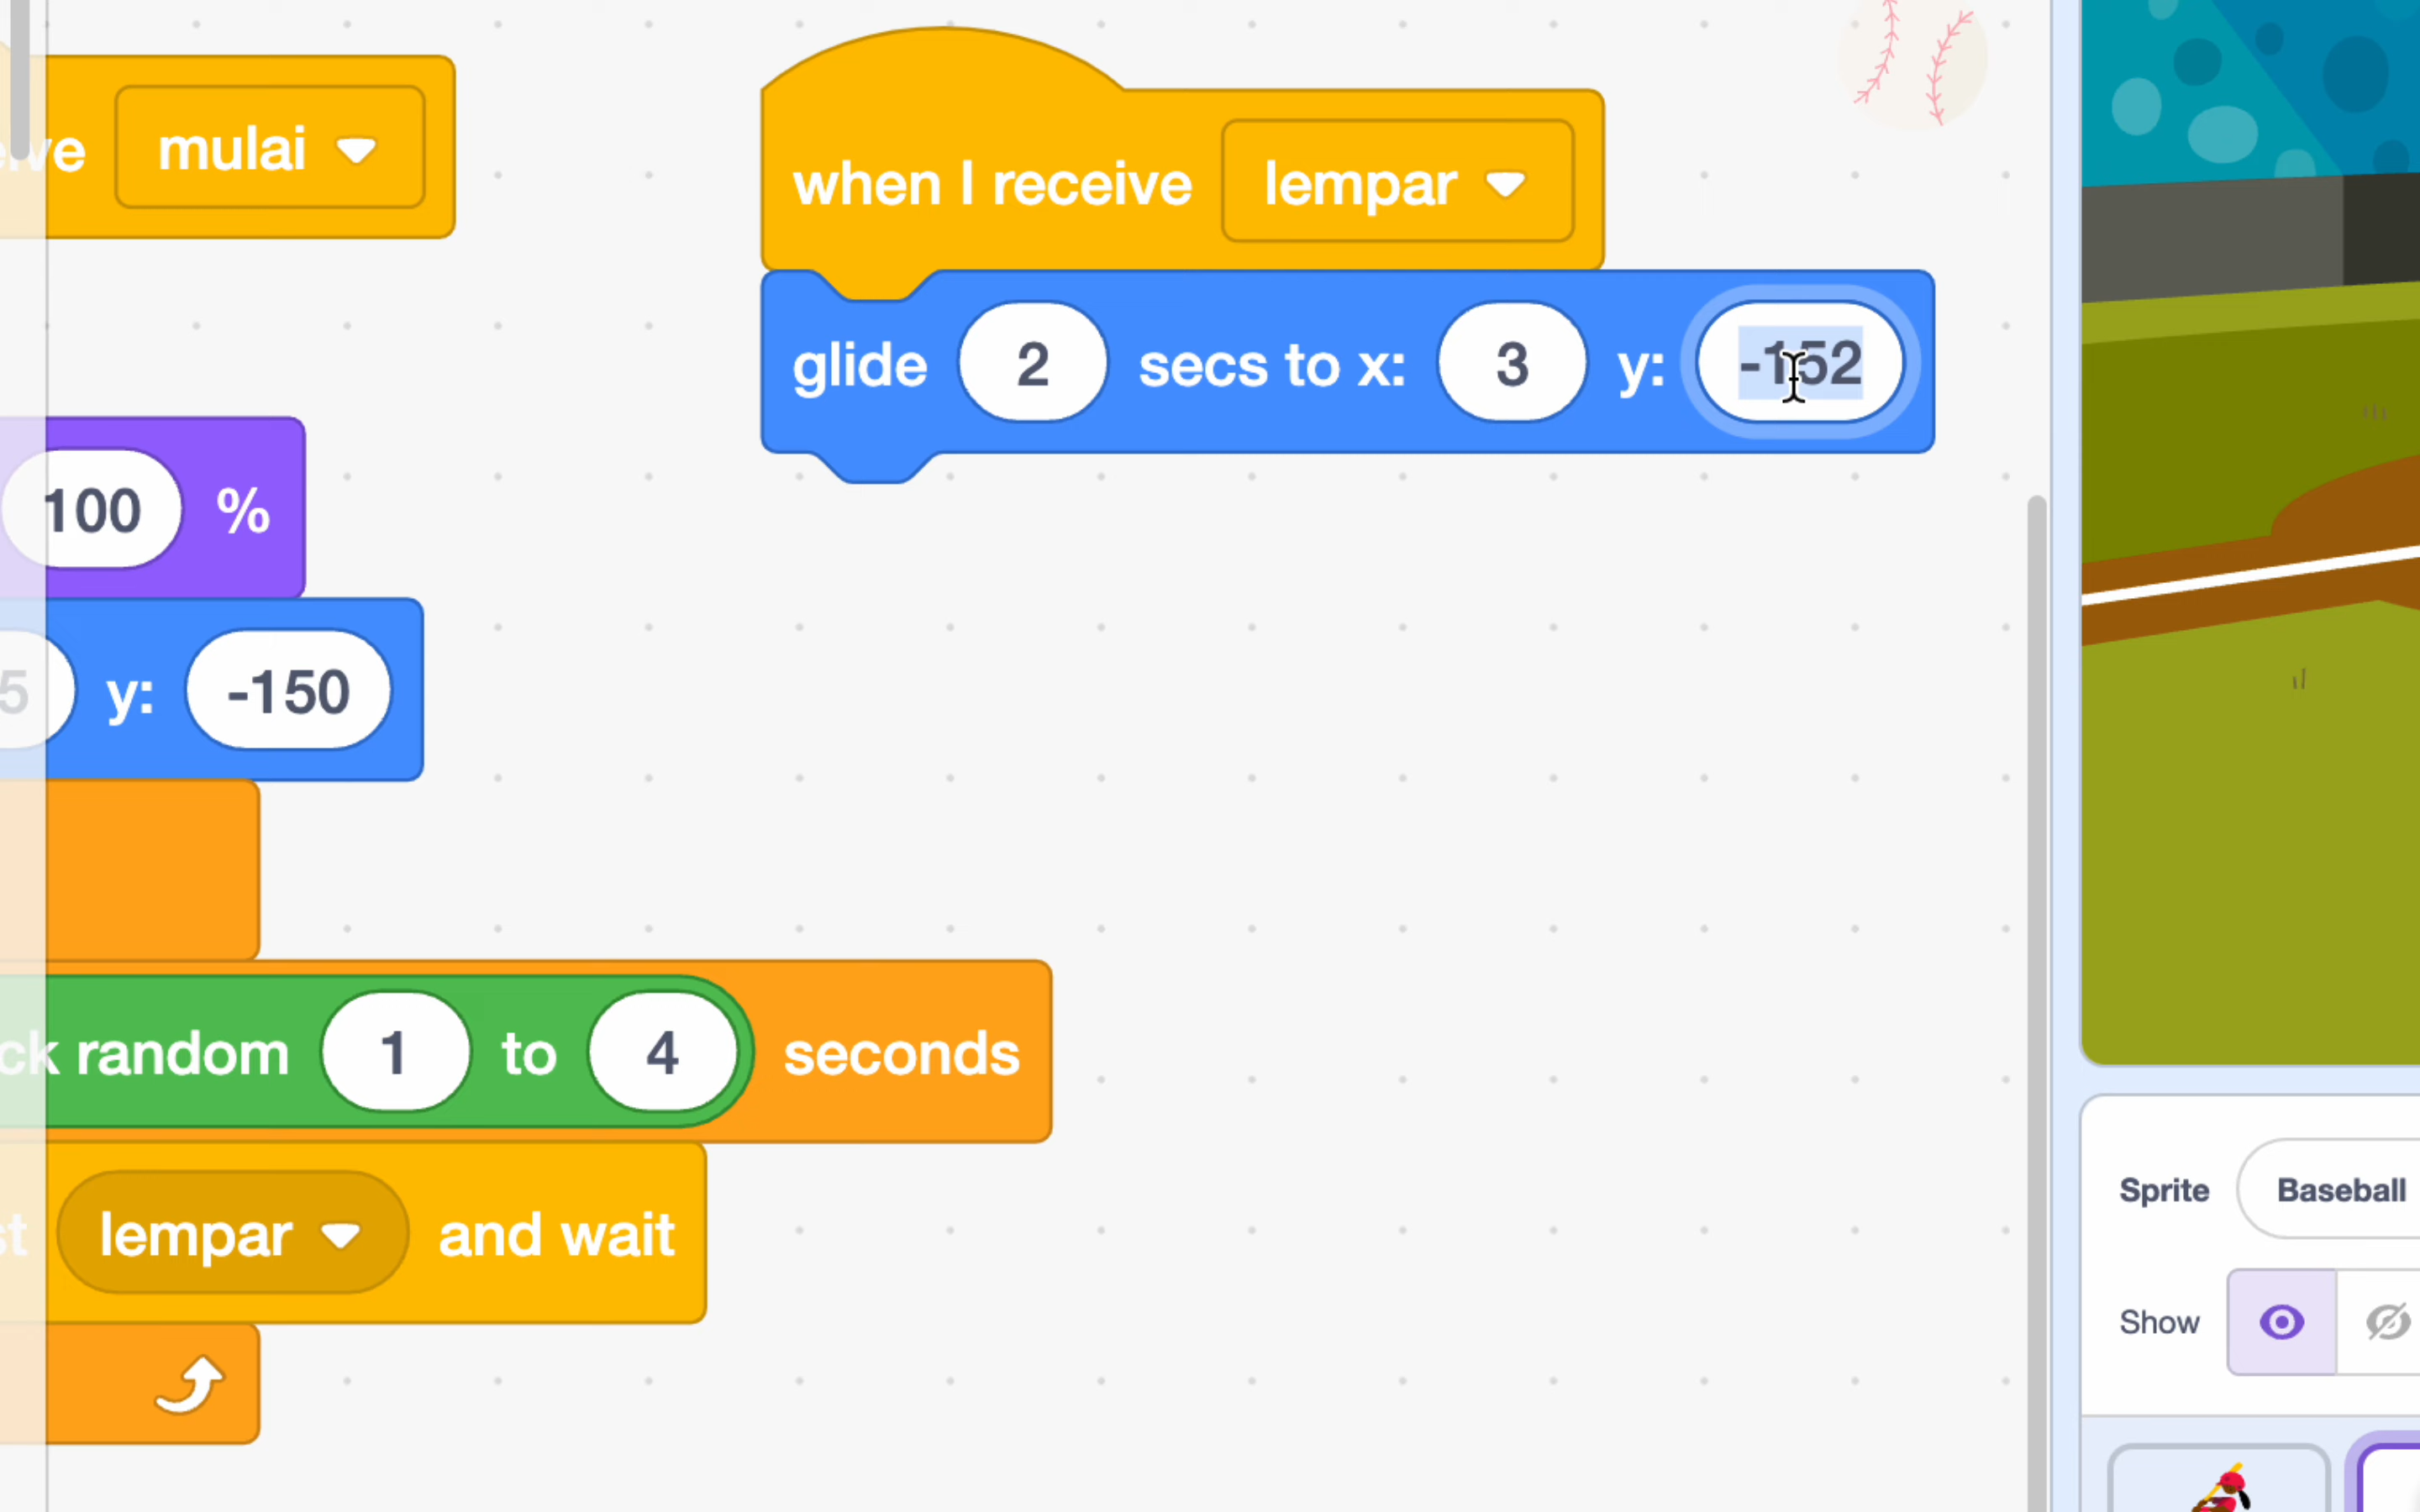 mulai
when I receive lempar
glide 2 secs to x: 3 y: -152
100 %
5 y: -150
random 1 to 4 seconds
lempar and wait
Sprite Baseball
Show